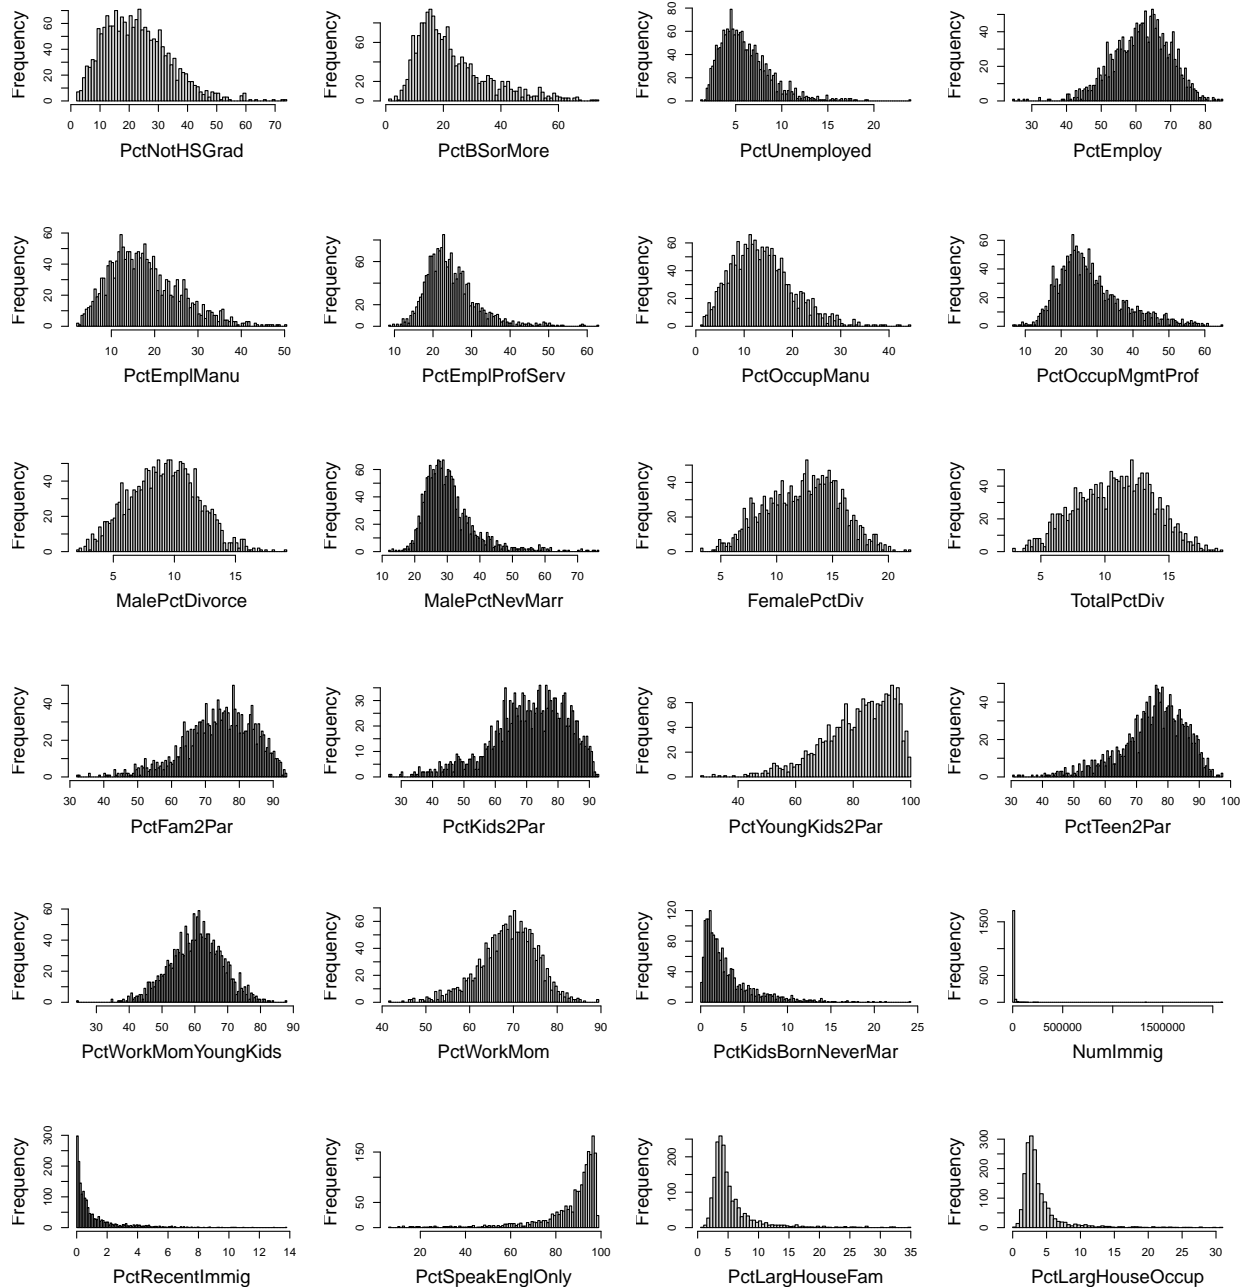 Frequency
0 20 40 60
0 10 20 30 40 50 60 70
PctNotHSGrad
Frequency
0 20 60
0 20 40 60
PctBSorMore
Frequency
0 20 40 60 80
5 10 15 20
PctUnemployed
Frequency
0 20 40
30 40 50 60 70 80
PctEmploy
Frequency
0 20 40 60
10 20 30 40 50
PctEmplManu
Frequency
0 20 60
10 20 30 40 50 60
PctEmplProfServ
Frequency
0 20 40 60
0 10 20 30 40
PctOccupManu
Frequency
0 20 40 60
10 20 30 40 50 60
PctOccupMgmtProf
Frequency
0 20 40
5 10 15
MalePctDivorce
Frequency
0 20 40 60
10 20 30 40 50 60 70
MalePctNevMarr
Frequency
0 20 40
5 10 15 20
FemalePctDiv
Frequency
0 20 40
5 10 15
TotalPctDiv
Frequency
0 20 40
30 40 50 60 70 80 90
PctFam2Par
Frequency
0 5 10 20 30
30 40 50 60 70 80 90
PctKids2Par
Frequency
0 20 40 60
40 60 80 100
PctYoungKids2Par
Frequency
0 20 40
30 40 50 60 70 80 90 100
PctTeen2Par
Frequency
0 20 40 60
30 40 50 60 70 80 90
PctWorkMomYoungKids
Frequency
0 20 40 60
40 50 60 70 80 90
PctWorkMom
Frequency
0 40 80 120
0 5 10 15 20 25
PctKidsBornNeverMar
Frequency
0 500 1500
0 500000 1500000
NumImmig
Frequency
0 100 200 300
0 2 4 6 8 10 12 14
PctRecentImmig
Frequency
0 50 150
20 40 60 80 100
PctSpeakEnglOnly
Frequency
0 100 200
0 5 10 15 20 25 30 35
PctLargHouseFam
Frequency
0 100 200 300
0 5 10 15 20 25 30
PctLargHouseOccup